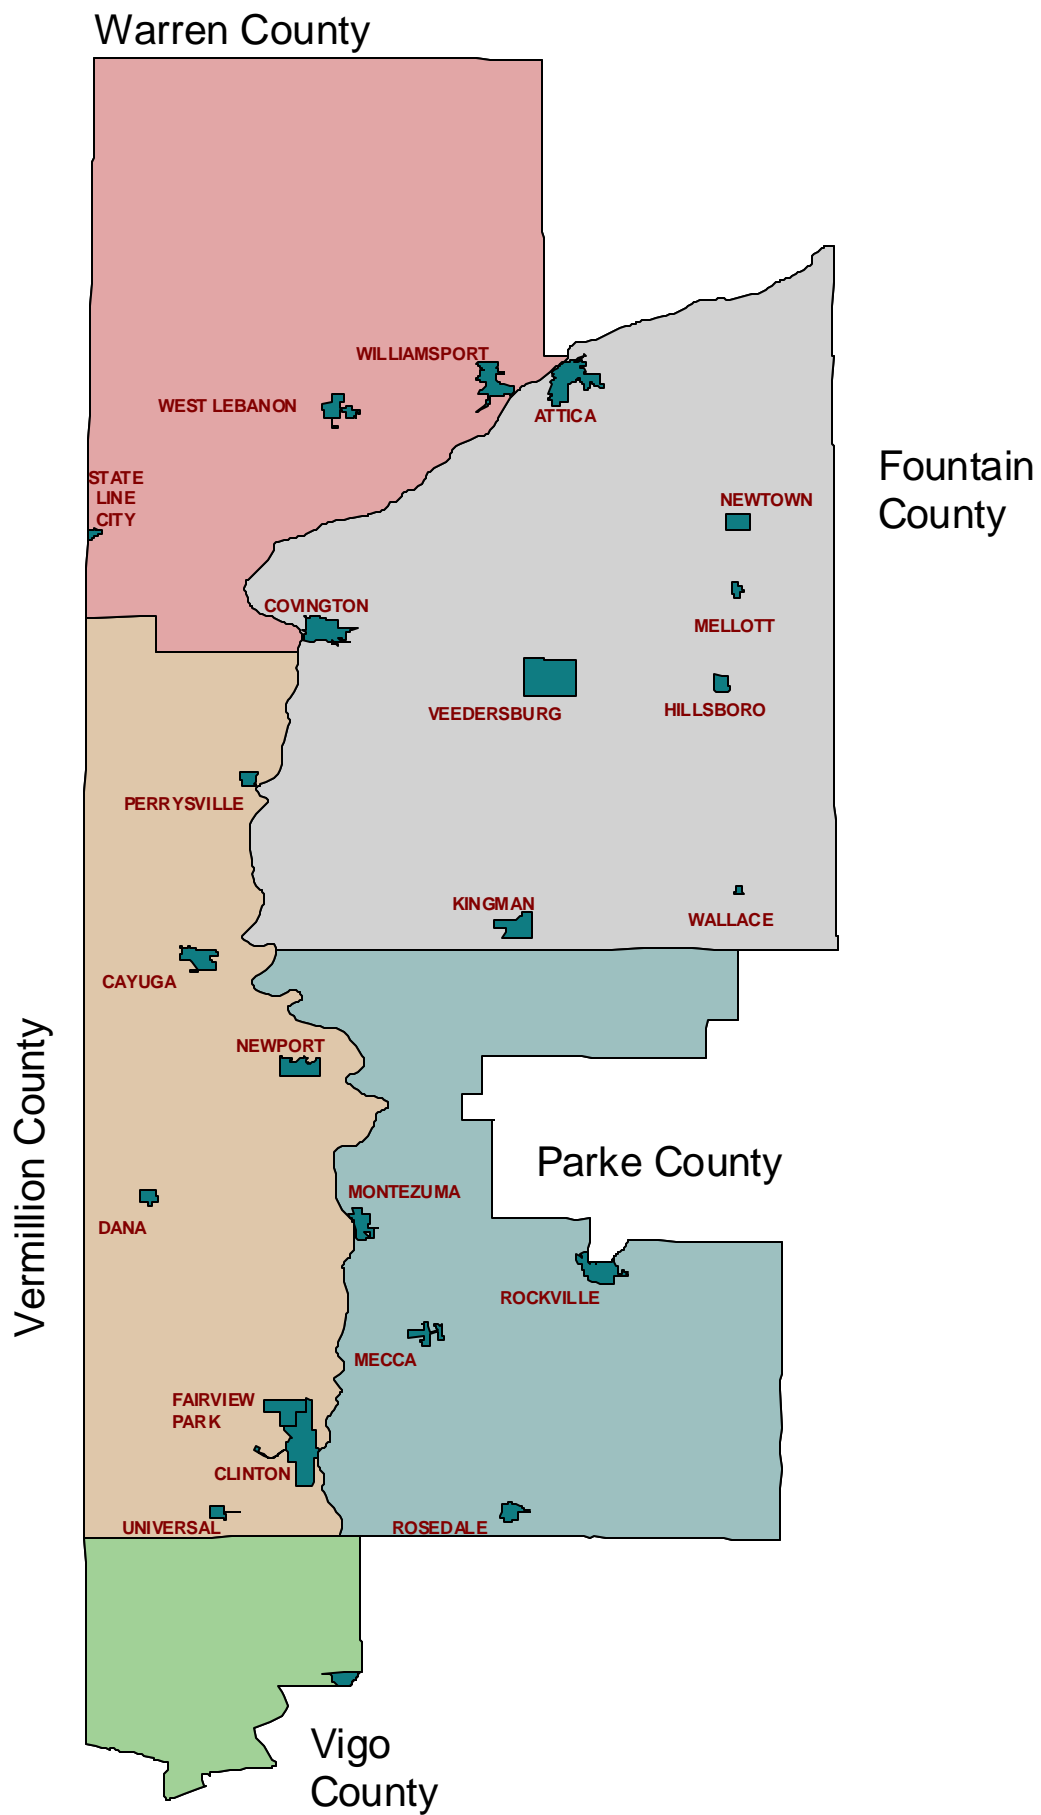 Warren County
WILLIAMSPORT
WEST LEBANON
ATTICA
STATE
LINE
CITY
Fountain
County
NEWTOWN
COVINGTON
MELLOTT
VEEDERSBURG
HILLSBORO
PERRYSVILLE
KINGMAN
WALLACE
CAYUGA
NEWPORT
Vermillion County
Parke County
MONTEZUMA
DANA
ROCKVILLE
MECCA
FAIRVIEW
PARK
CLINTON
UNIVERSAL
ROSEDALE
Vigo
County